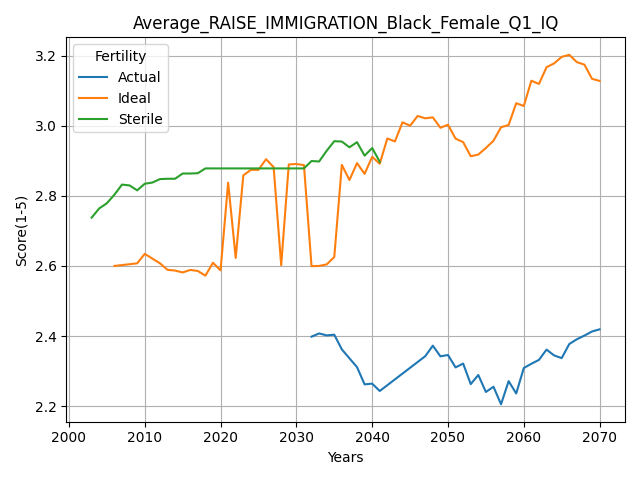 Average_RAISE_IMMIGRATION_Black_Female_Q1_IQ
Fertility
Actual
Ideal
Sterile
Score(1-5)
3.2
3.0
2.8
2.6
2.4
2.2
2000 2010 2020 2030 2040 2050 2060 2070
Years